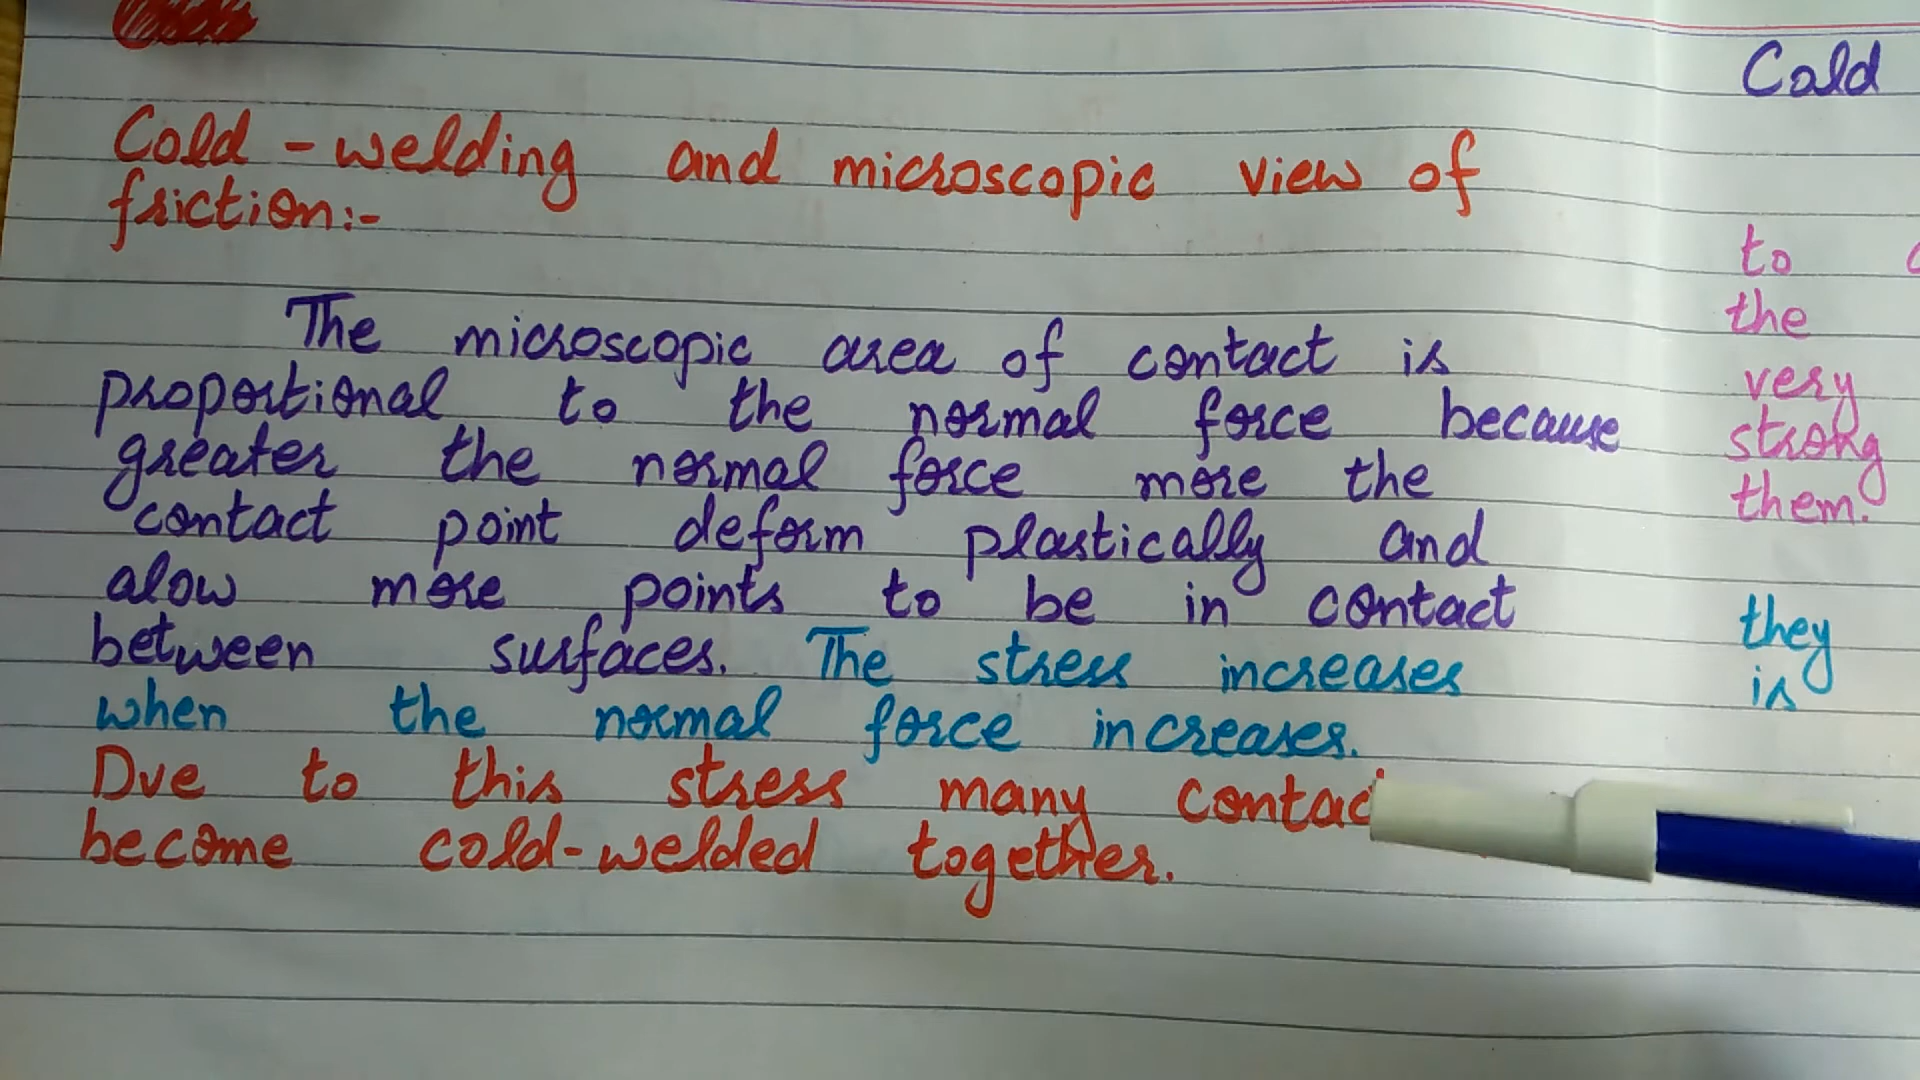 Cold-welding and microscopic view of
friction:-
The microscopic area of contact is
proportional to the normal force because
greater the normal force more the
contact point deform plastically and
alow more points to be in contact
between surfaces. The stress increases
when the normal force increases.
Due to this stress many
become cold-welded together.
Cold
to
the
very
strong
them.
they
is